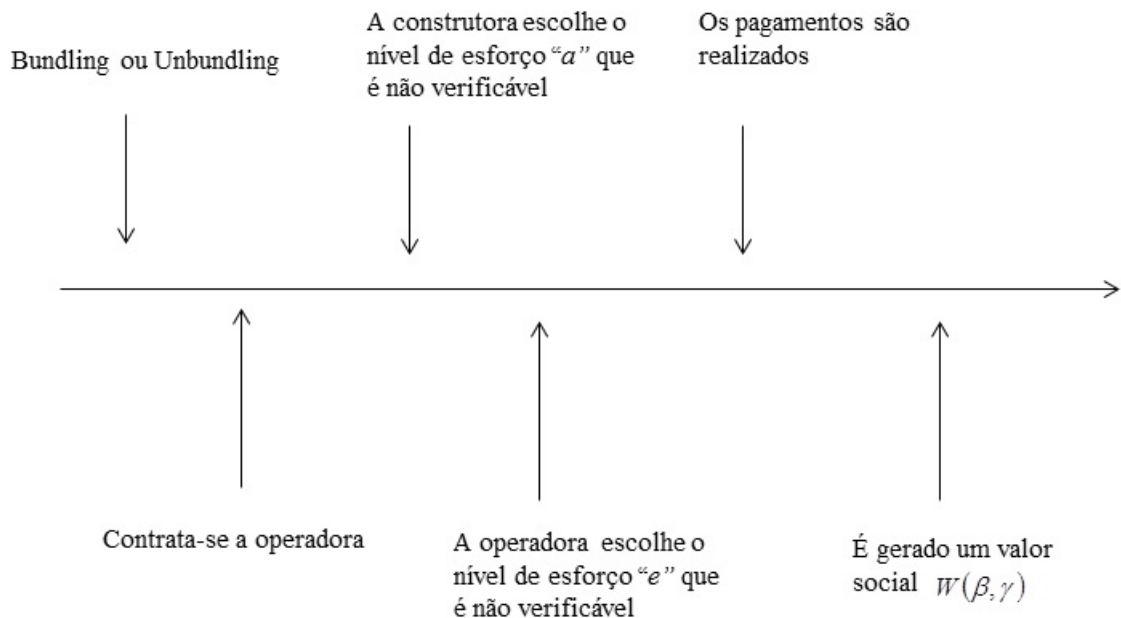 Bundling ou Unbundling
A construtora escolhe o
nível de esforço “a” que
é não verificável
Os pagamentos são
realizados
Contrata-se a operadora
A operadora escolhe o
nível de esforço “e” que
é não verificável
É gerado um valor
social W(β,γ)